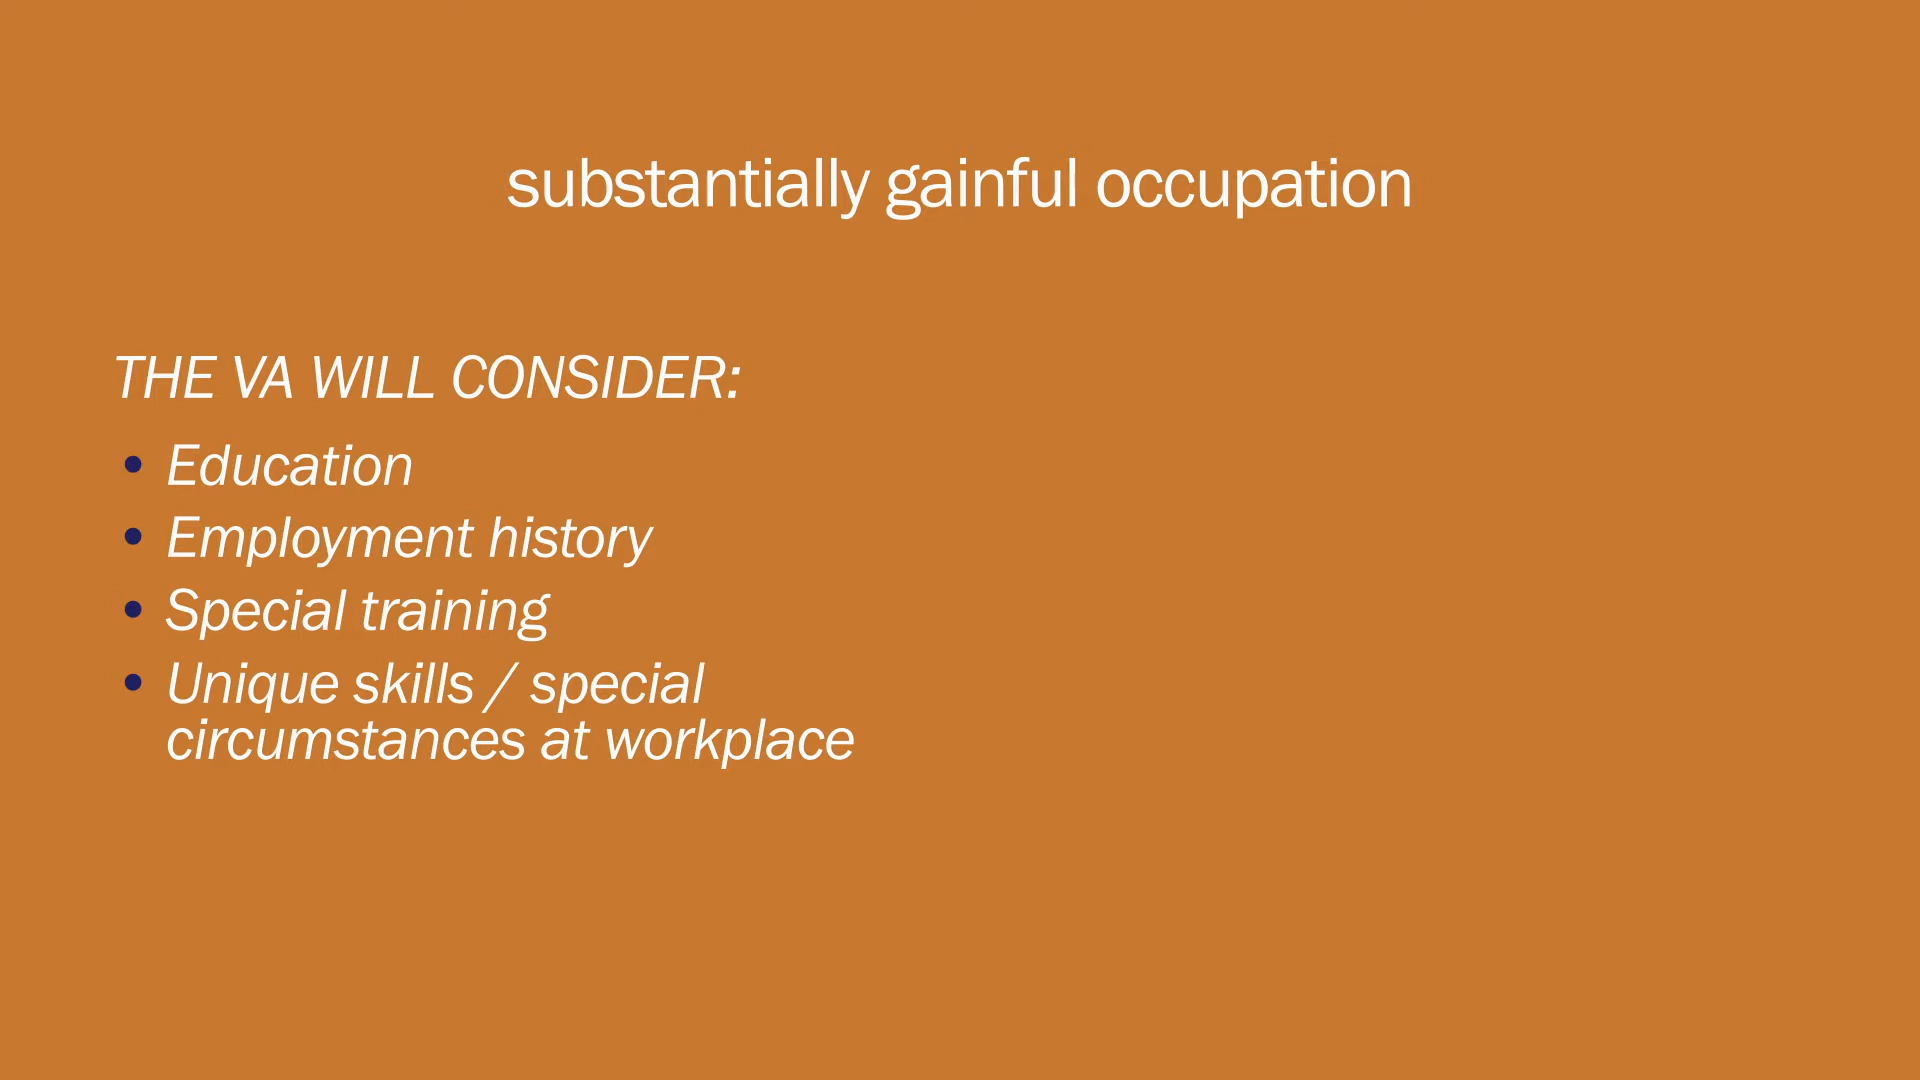 substantially gainful occupation
THE VA WILL CONSIDER:
• Education
• Employment history
• Special training
• Unique skills / special
circumstances at workplace